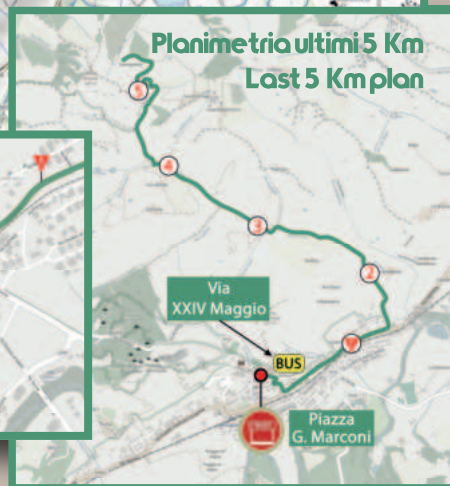 Planimetria ultimi 5 Km
Last 5 Km plan
5
4
3
2
Via
XXIV Maggio
BUS
Piazza
G. Marconi